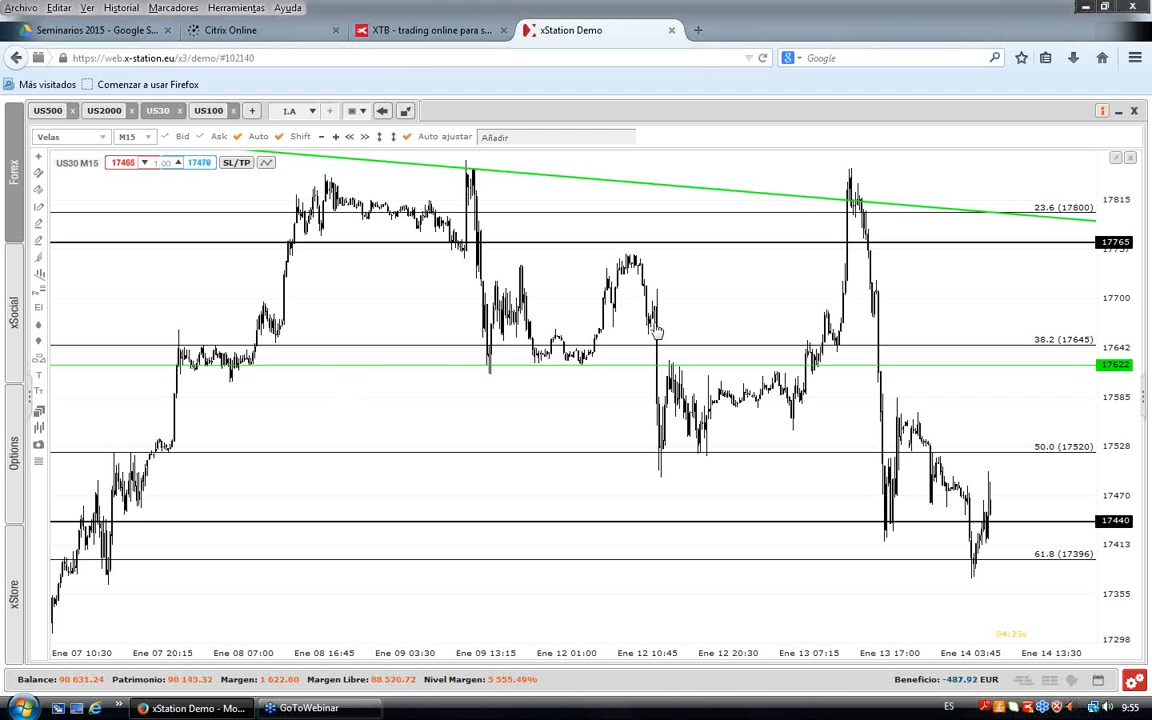 Archivo Editar Ver Historial Marcadores Herramientas Ayuda
Seminarios 2015 - Google S... Citrix Online XTB - trading online para s... xStation Demo
https://web.x-station.eu/x3/demo/#102140 Google
Más visitados Comenzar a usar Firefox
US500 US2000 US30 US100 I.A
Velas M15 Bid Ask Auto Shift Auto ajustar Añadir
US30 M15 17465 1.00 17470 SL/TP
Forex
xSocial
Options
xStore
23.6 (17800)
38.2 (17645)
50.0 (17520)
61.8 (17396)
17815
17765
17757
17700
17642
17622
17585
17528
17470
17440
17413
17355
17298
04:33s
Ene 07 10:30 Ene 07 20:15 Ene 08 07:00 Ene 08 16:45 Ene 09 03:30 Ene 09 13:15 Ene 12 01:00 Ene 12 10:45 Ene 13 07:15 Ene 13 17:00 Ene 14 03:45 Ene 14 13:30
Balance: 90 631.24 Patrimonio: 90 143.32 Margen: 1 622.60 Margen Libre: 88 520.72 Nivel Margen: 5 555.49% Beneficio: -487.92 EUR
xStation Demo - Mo... GoToWebinar ES 9:55